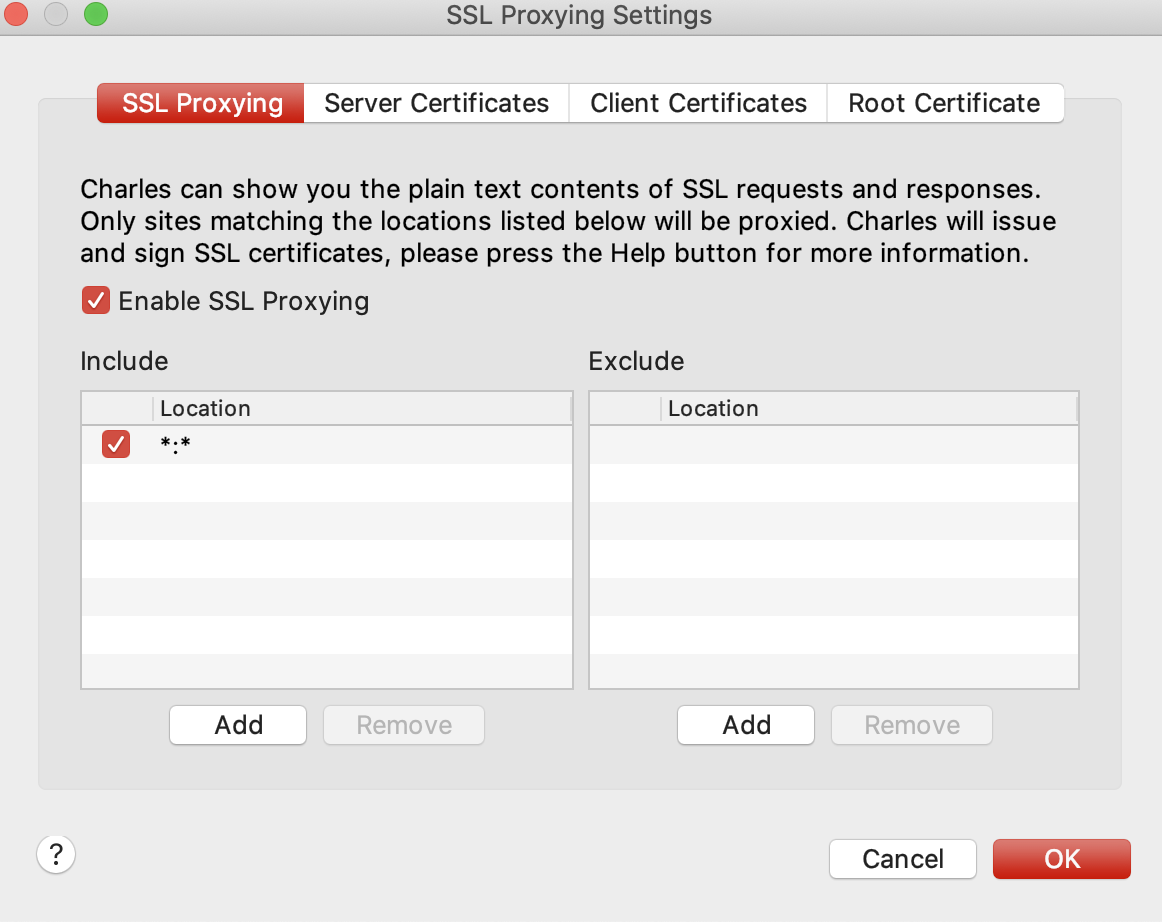 SSL Proxying Settings
SSL Proxying
Server Certificates
Client Certificates
Root Certificate
Charles can show you the plain text contents of SSL requests and responses.
Only sites matching the locations listed below will be proxied. Charles will issue
and sign SSL certificates, please press the Help button for more information.
Enable SSL Proxying
Include
Exclude
Location
Location
*:*
Add
Remove
Add
Remove
?
Cancel
OK